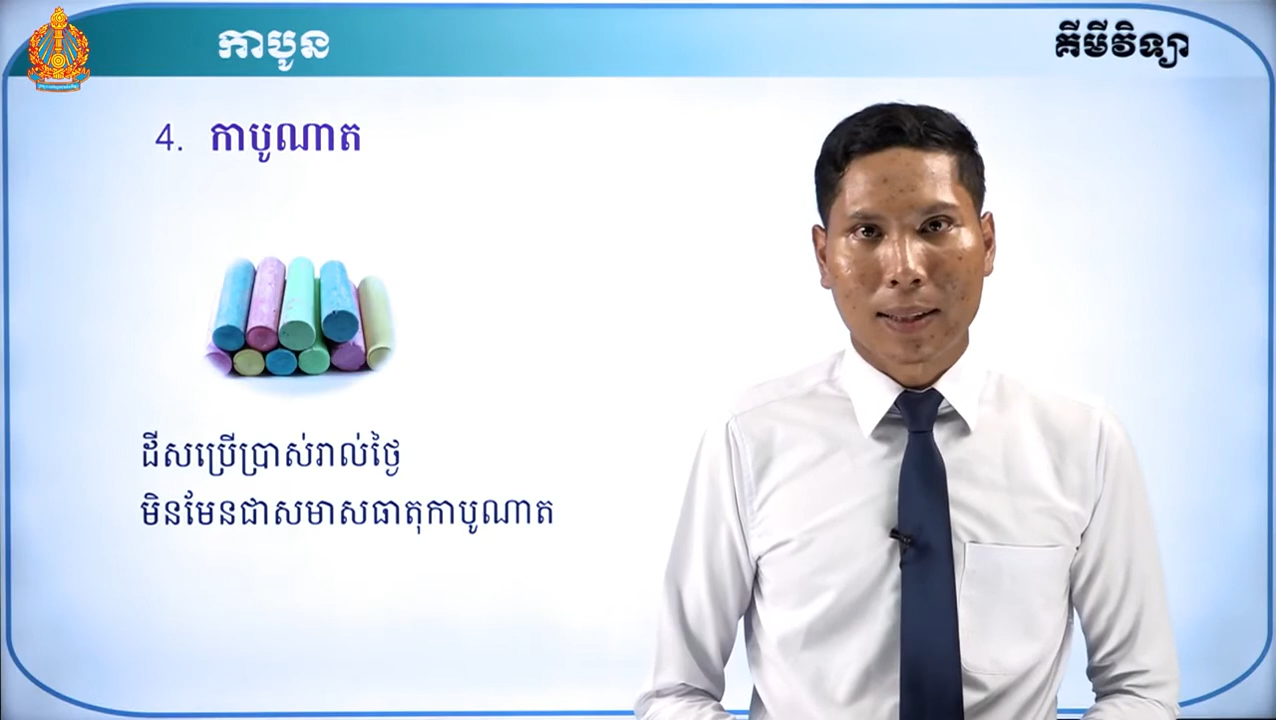 កាបូន
គីមីវិទ្យា
4. កាបូណាត
ដីសប្រើប្រាស់រាល់ថ្ងៃ
មិនមែនជាសមាសធាតុកាបូណាត